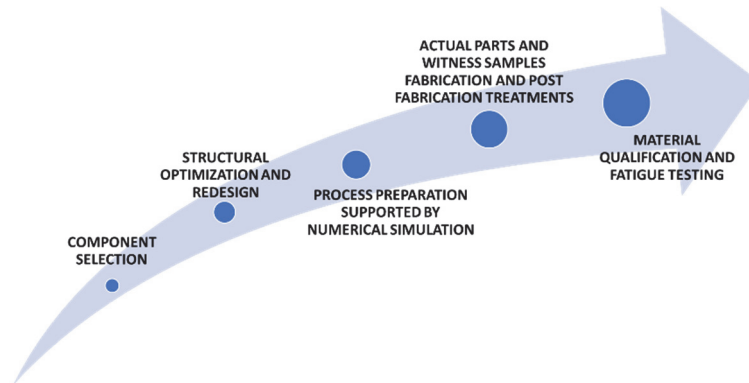 COMPONENT
SELECTION
STRUCTURAL
OPTIMIZATION AND
REDESIGN
PROCESS PREPARATION
SUPPORTED BY
NUMERICAL SIMULATION
ACTUAL PARTS AND
WITNESS SAMPLES
FABRICATION AND POST
FABRICATION TREATMENTS
MATERIAL
QUALIFICATION AND
FATIGUE TESTING